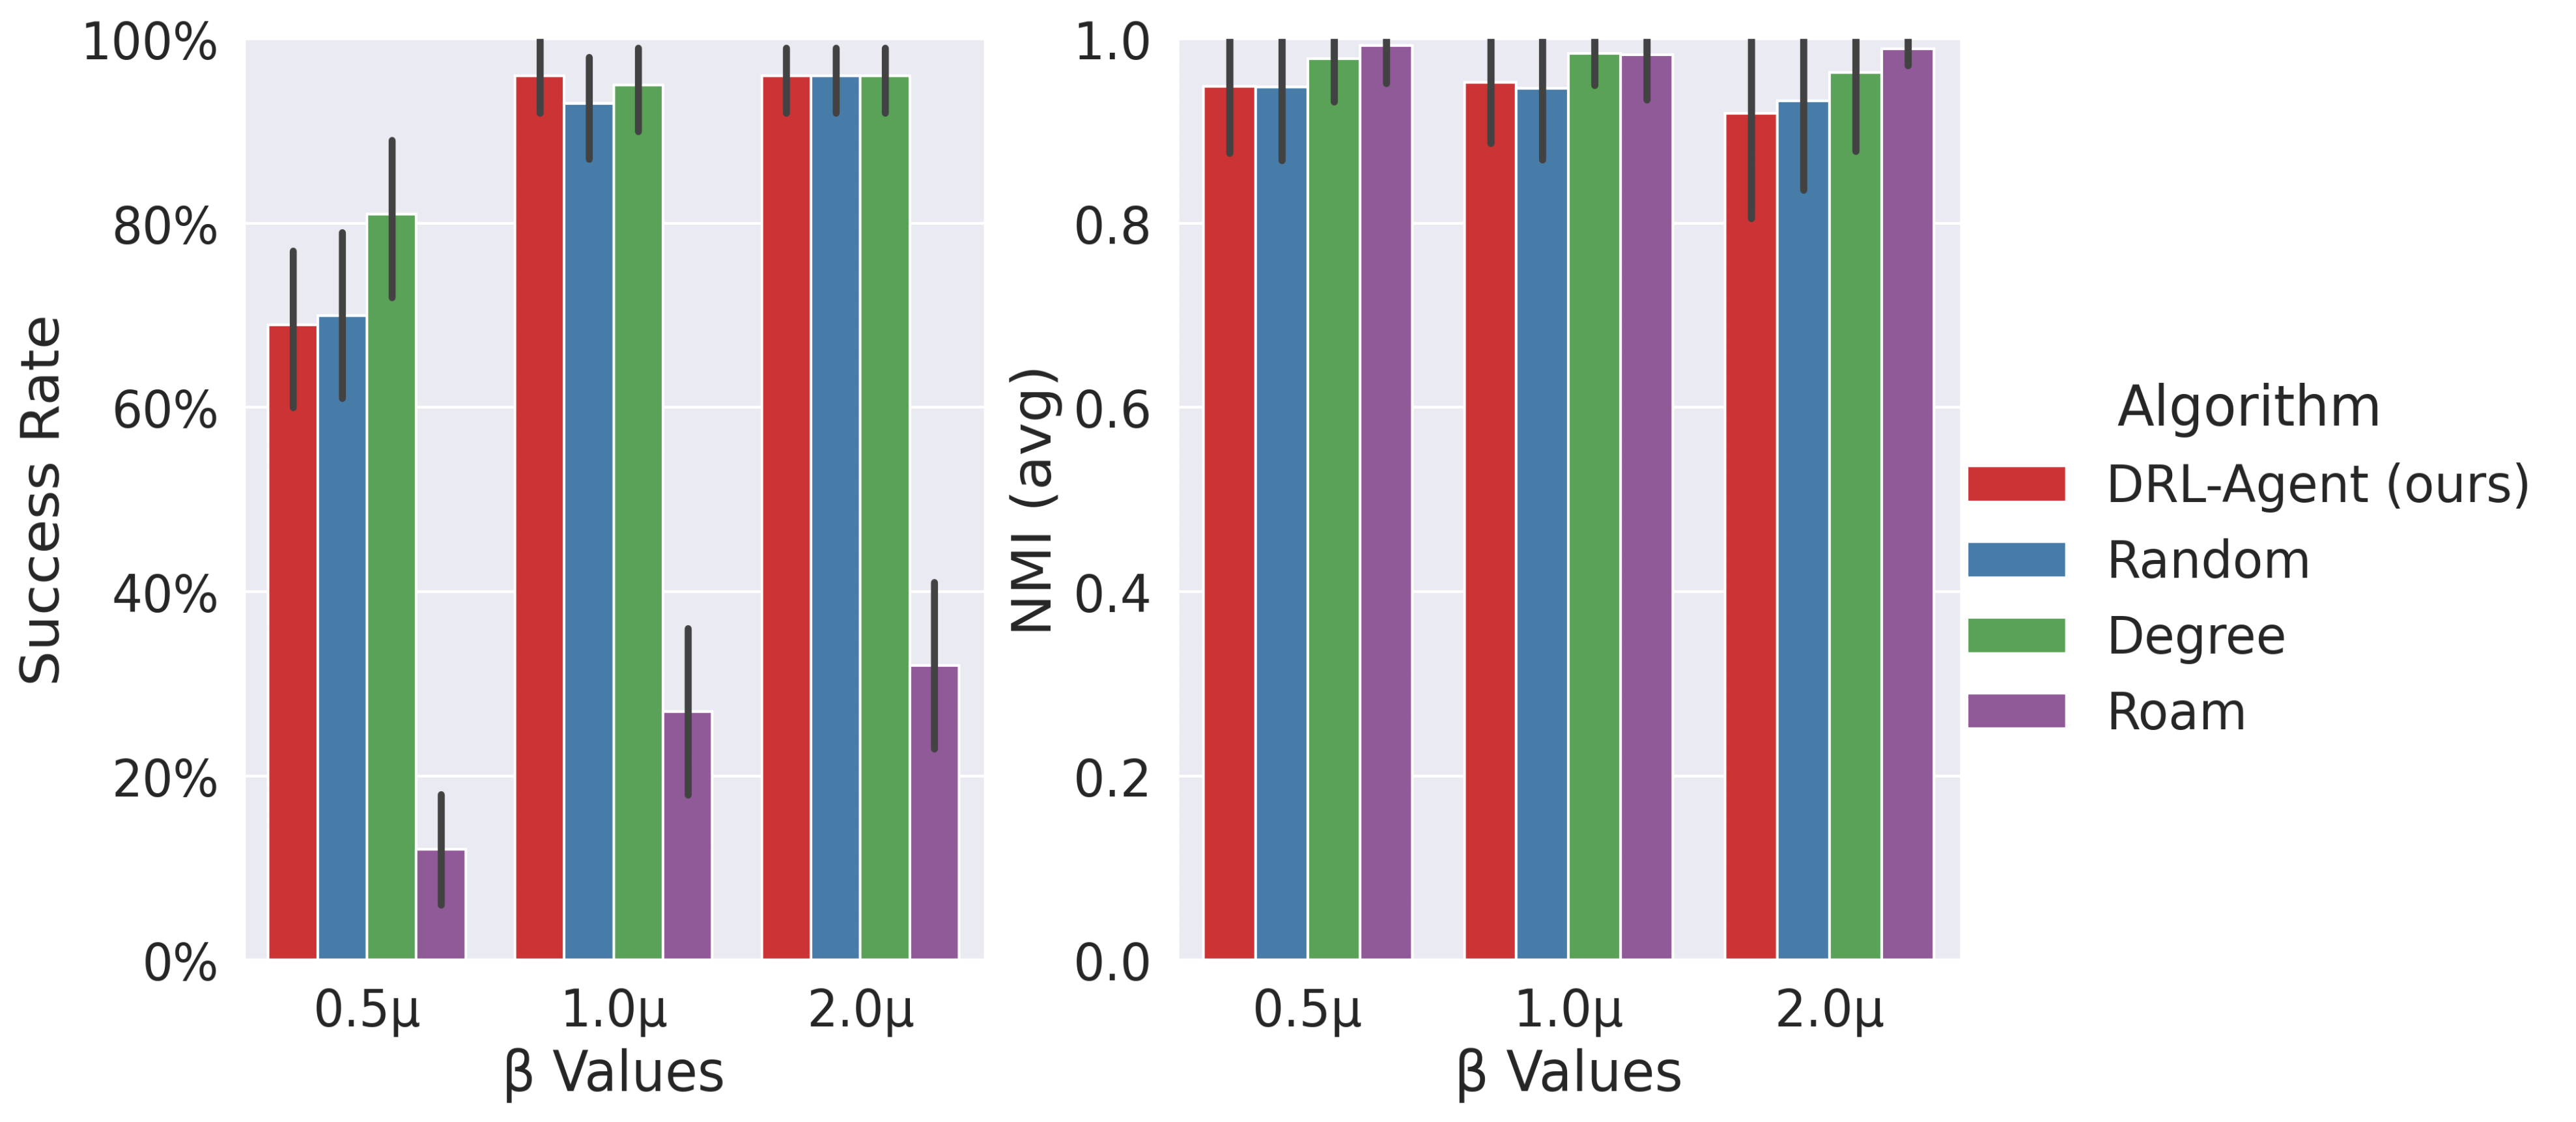 100%
80%
60%
40%
20%
0%
Success Rate
0.5μ 1.0μ 2.0μ
β Values
1.0
0.8
0.6
0.4
0.2
0.0
NMI (avg)
0.5μ 1.0μ 2.0μ
β Values
Algorithm
DRL-Agent (ours)
Random
Degree
Roam